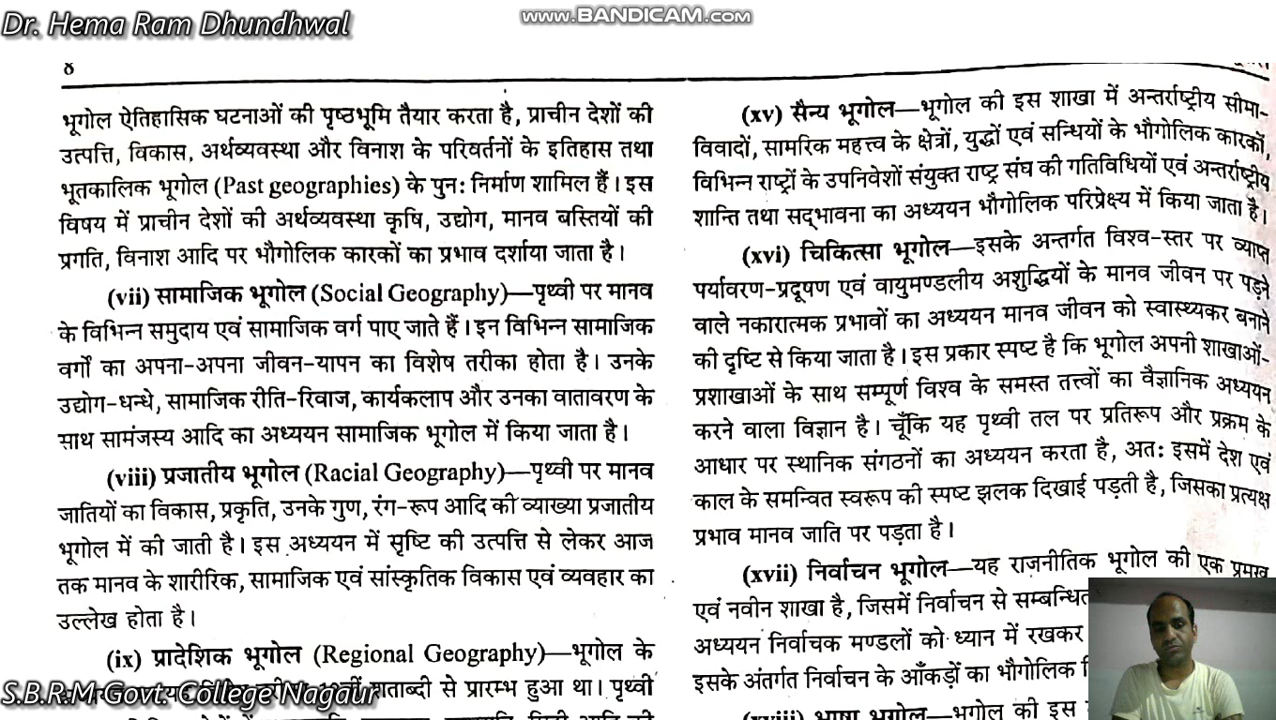 Dr. Hema Ram Dhundhwal
www.BANDICAM.com
४
भूगोल ऐतिहासिक घटनाओं की पृष्ठभूमि तैयार करता है, प्राचीन देशों की
उत्पत्ति, विकास, अर्थव्यवस्था और विनाश के परिवर्तनों के इतिहास तथा
भूतकालिक भूगोल (Past geographies) के पुन: निर्माण शामिल हैं। इस
विषय में प्राचीन देशों की अर्थव्यवस्था कृषि, उद्योग, मानव बस्तियों की
प्रगति, विनाश आदि पर भौगोलिक कारकों का प्रभाव दर्शाया जाता है।
(vii) सामाजिक भूगोल (Social Geography)—पृथ्वी पर मानव
के विभिन्न समुदाय एवं सामाजिक वर्ग पाए जाते हैं। इन विभिन्न सामाजिक
वर्गों का अपना-अपना जीवन-यापन का विशेष तरीका होता है। उनके
उद्योग-धन्धे, सामाजिक रीति-रिवाज, कार्यकलाप और उनका वातावरण के
साथ सामंजस्य आदि का अध्ययन सामाजिक भूगोल में किया जाता है।
(viii) प्रजातीय भूगोल (Racial Geography)—पृथ्वी पर मानव
जातियों का विकास, प्रकृति, उनके गुण, रंग-रूप आदि की व्याख्या प्रजातीय
भूगोल में की जाती है। इस अध्ययन में सृष्टि की उत्पत्ति से लेकर आज
तक मानव के शारीरिक, सामाजिक एवं सांस्कृतिक विकास एवं व्यवहार का
उल्लेख होता है।
(ix) प्रादेशिक भूगोल (Regional Geography)—भूगोल के
शताब्दी से प्रारम्भ हुआ था। पृथ्वी
(xv) सैन्य भूगोल—भूगोल की इस शाखा में अन्तर्राष्ट्रीय सीमा-
विवादों, सामरिक महत्त्व के क्षेत्रों, युद्धों एवं सन्धियों के भौगोलिक कारकों,
विभिन्न राष्ट्रों के उपनिवेशों संयुक्त राष्ट्र संघ की गतिविधियों एवं अन्तर्राष्ट्रीय
शान्ति तथा सद्भावना का अध्ययन भौगोलिक परिप्रेक्ष्य में किया जाता है।
(xvi) चिकित्सा भूगोल—इसके अन्तर्गत विश्व-स्तर पर व्याप्त
पर्यावरण-प्रदूषण एवं वायुमण्डलीय अशुद्धियों के मानव जीवन पर पड़ने
वाले नकारात्मक प्रभावों का अध्ययन मानव जीवन को स्वास्थ्यकर बनाने
की दृष्टि से किया जाता है। इस प्रकार स्पष्ट है कि भूगोल अपनी शाखाओं-
प्रशाखाओं के साथ सम्पूर्ण विश्व के समस्त तत्त्वों का वैज्ञानिक अध्ययन
करने वाला विज्ञान है। चूँकि यह पृथ्वी तल पर प्रतिरूप और प्रक्रम के
आधार पर स्थानिक संगठनों का अध्ययन करता है, अत: इसमें देश एवं
काल के समन्वित स्वरूप की स्पष्ट झलक दिखाई पड़ती है, जिसका प्रत्यक्ष
प्रभाव मानव जाति पर पड़ता है।
(xvii) निर्वाचन भूगोल—यह राजनीतिक भूगोल की एक प्रमुख
एवं नवीन शाखा है, जिसमें निर्वाचन से सम्बन्धित
अध्ययन निर्वाचक मण्डलों को ध्यान में रखकर
इसके अंतर्गत निर्वाचन के आँकड़ों का भौगोलिक
(xviii) भाषा भूगोल—भूगोल की इस
S.B.R.M Govt. College Nagaur